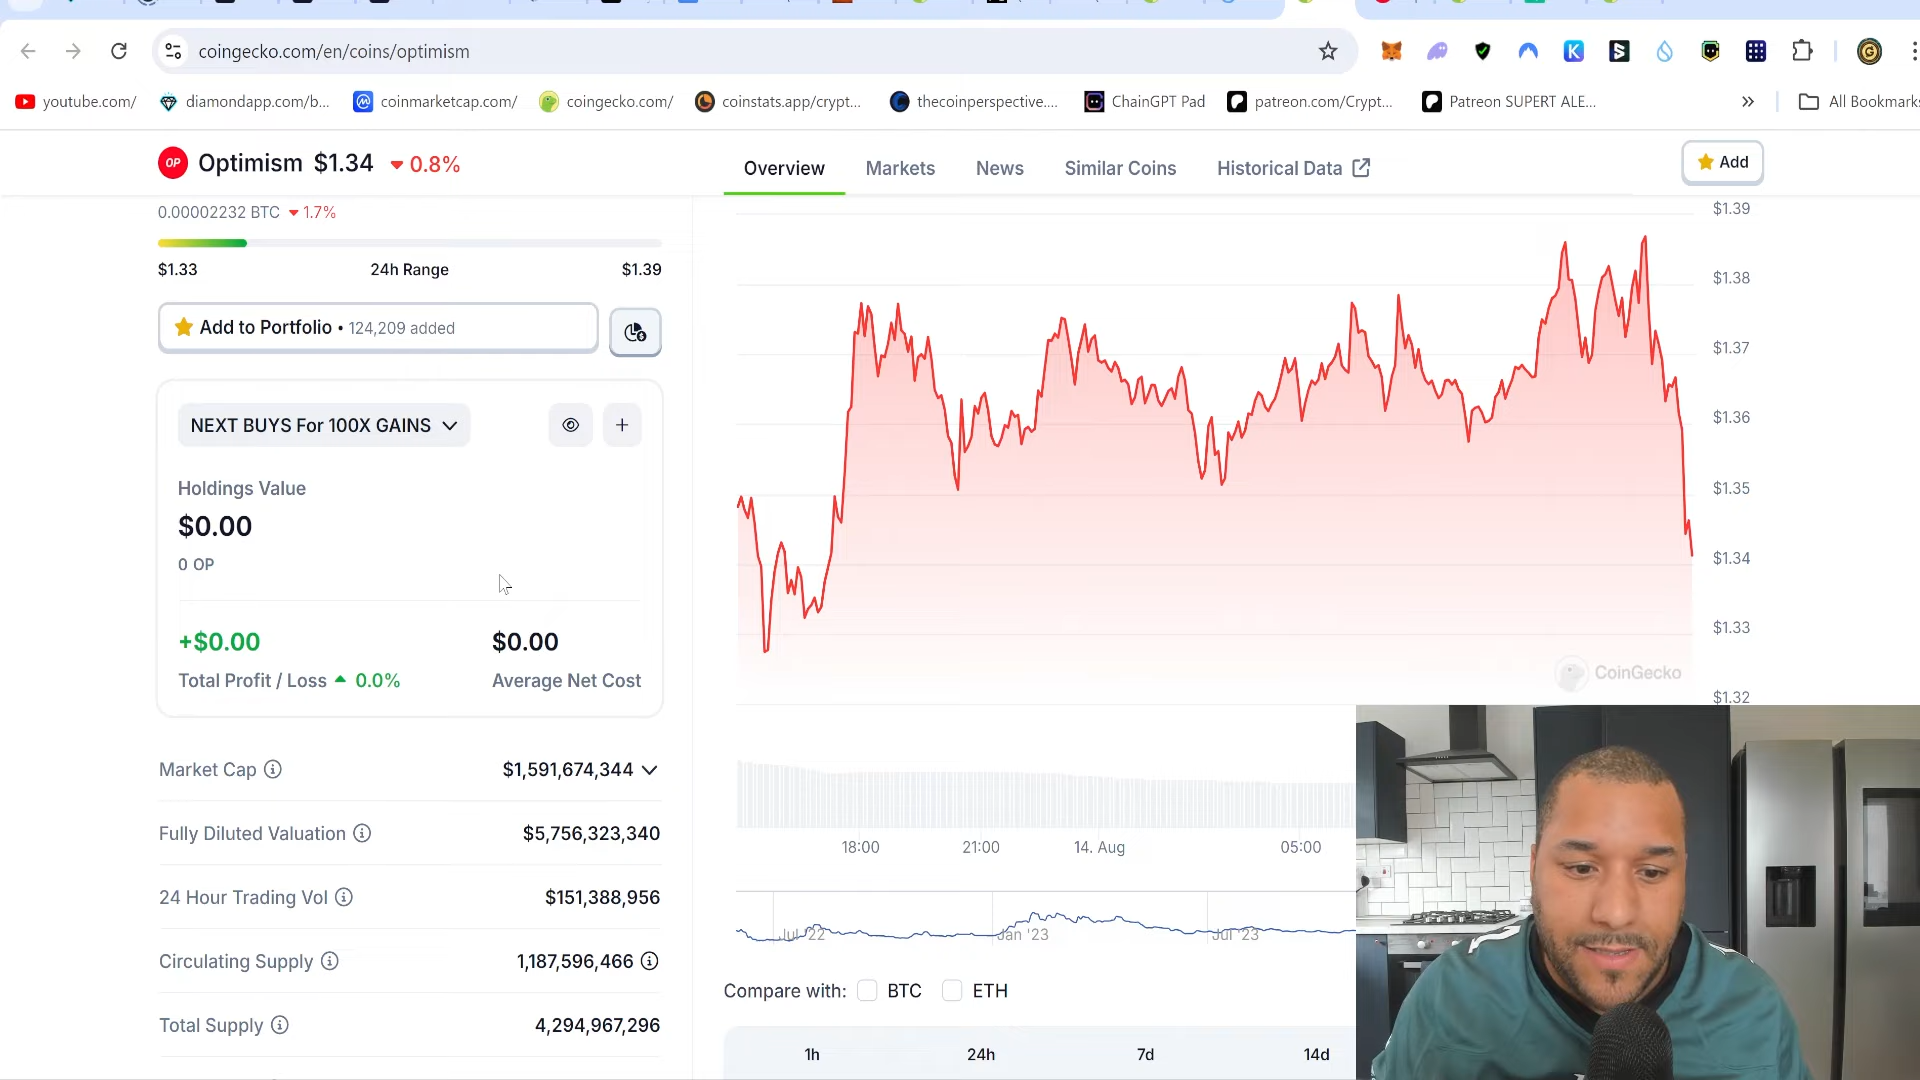 coingecko.com/en/coins/optimism
youtube.com/
diamondapp.com/b...
coinmarketcap.com/
coingecko.com/
coinstats.app/crypt...
thecoinperspective....
ChainGPT Pad
patreon.com/Crypt...
Patreon SUPERT ALE...
All Bookmarks
OP
Optimism $1.34 0.8%
Overview
Markets
News
Similar Coins
Historical Data
Add
0.00002232 BTC 1.7%
$1.33 24h Range $1.39
Add to Portfolio • 124,209 added
NEXT BUYS For 100X GAINS
Holdings Value
$0.00
0 OP
+$0.00 $0.00
Total Profit / Loss 0.0% Average Net Cost
Market Cap $1,591,674,344
Fully Diluted Valuation $5,756,323,340
24 Hour Trading Vol $151,388,956
Circulating Supply 1,187,596,466
Total Supply 4,294,967,296
$1.39
$1.38
$1.37
$1.36
$1.35
$1.34
$1.33
$1.32
CoinGecko
18:00 21:00 14. Aug 05:00
Jul '22 Jan '23 Jul '23
Compare with: BTC ETH
1h 24h 7d 14d